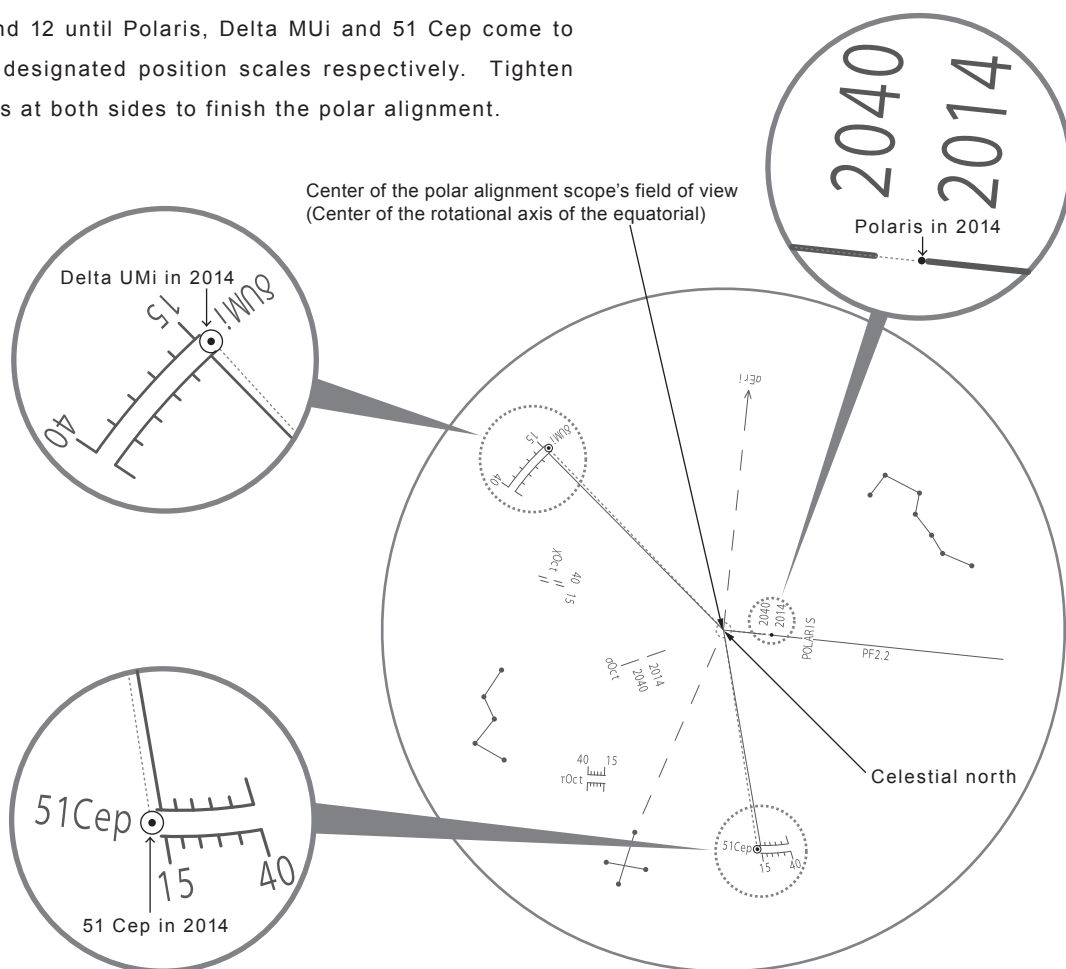 nd 12 until Polaris, Delta MUi and 51 Cep come to
designated position scales respectively. Tighten
s at both sides to finish the polar alignment.
2040
2014
Polaris in 2014
Center of the polar alignment scope's field of view
(Center of the rotational axis of the equatorial)
Delta UMi in 2014
15
δUMi
40
αEri
15
δUMi
40
χOct
40
15
2040
2014
POLARIS
PF2.2
σOct
2014
2040
40 15
τOct
Celestial north
51Cep
15
40
51Cep
15
40
51 Cep in 2014